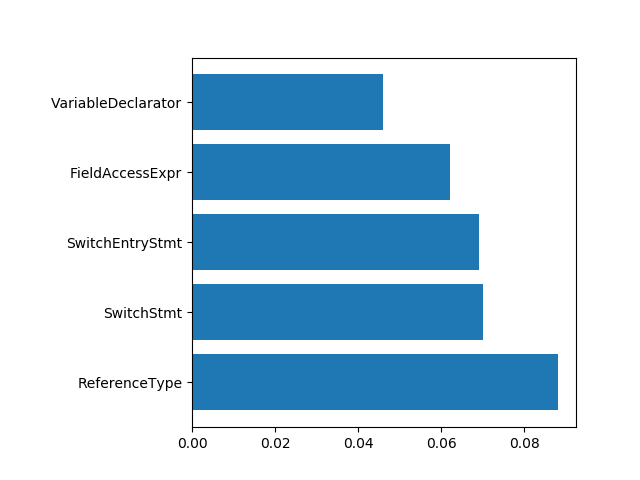 VariableDeclarator
FieldAccessExpr
SwitchEntryStmt
SwitchStmt
ReferenceType
0.00 0.02 0.04 0.06 0.08